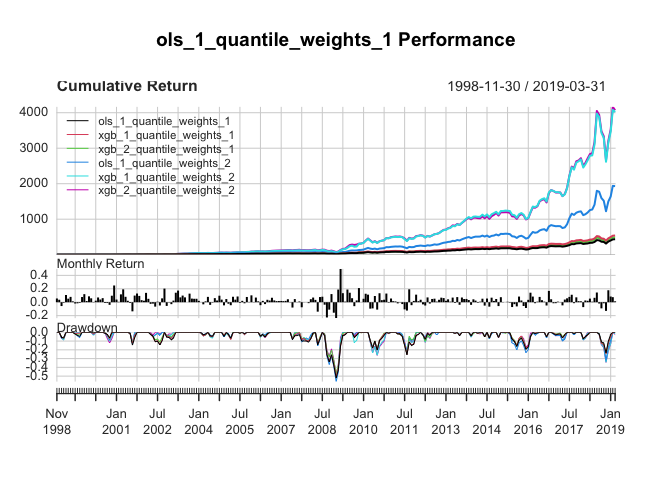 ols_1_quantile_weights_1 Performance
Cumulative Return 1998-11-30 / 2019-03-31
4000
3000
2000
1000
ols_1_quantile_weights_1
xgb_1_quantile_weights_1
xgb_2_quantile_weights_1
ols_1_quantile_weights_2
xgb_1_quantile_weights_2
xgb_2_quantile_weights_2
Monthly Return
0.4
0.2
0.0
-0.2
Drawdown
0.0
-0.1
-0.2
-0.3
-0.4
-0.5
Nov Jan Jul Jan Jul Jan Jul Jan Jul Jan Jul Jan Jul Jan
1998 2001 2002 2004 2005 2007 2008 2010 2011 2013 2014 2016 2017 2019